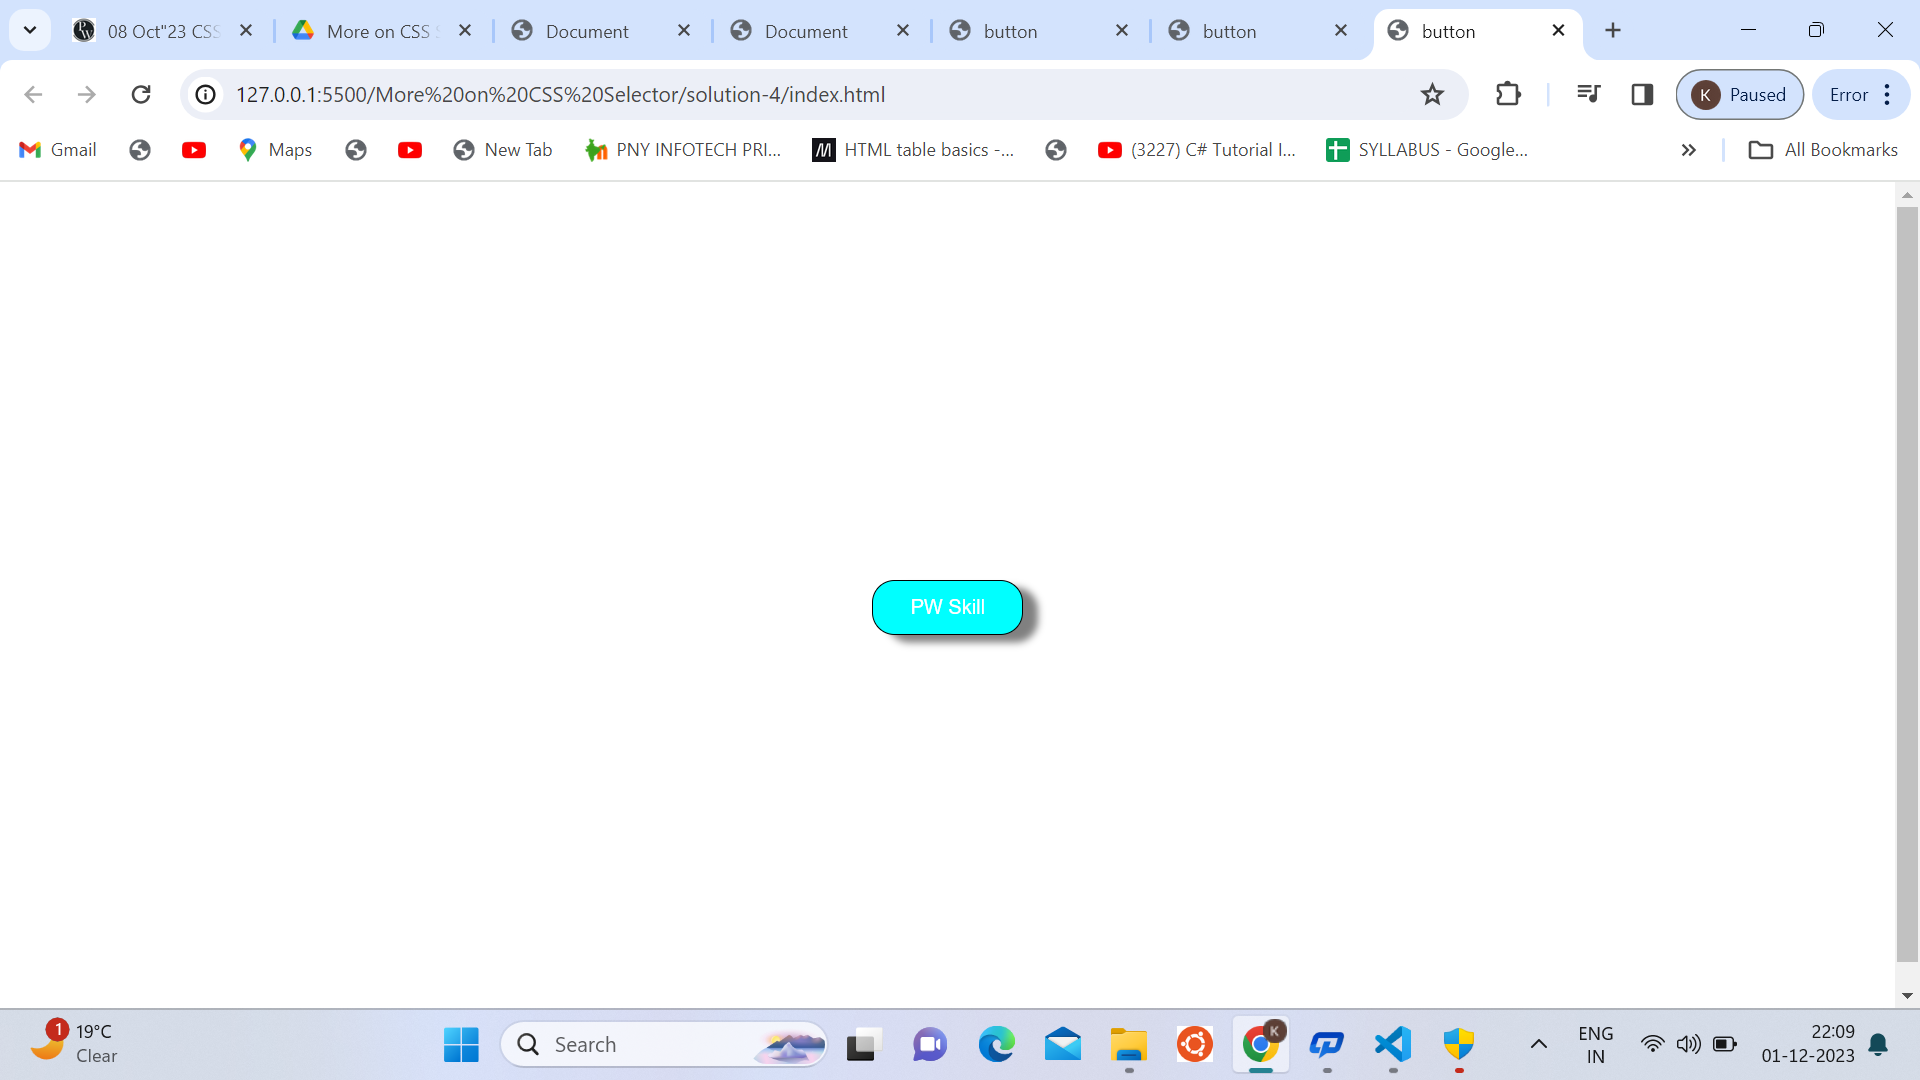 08 Oct"23 CSS
More on CSS
Document
Document
button
button
button
127.0.0.1:5500/More%20on%20CSS%20Selector/solution-4/index.html
K
Paused
Error
Gmail
Maps
New Tab
PNY INFOTECH PRI...
HTML table basics -...
(3227) C# Tutorial I...
SYLLABUS - Google...
All Bookmarks
PW Skill
1
19°C
Clear
Search
K
ENG
IN
22:09
01-12-2023